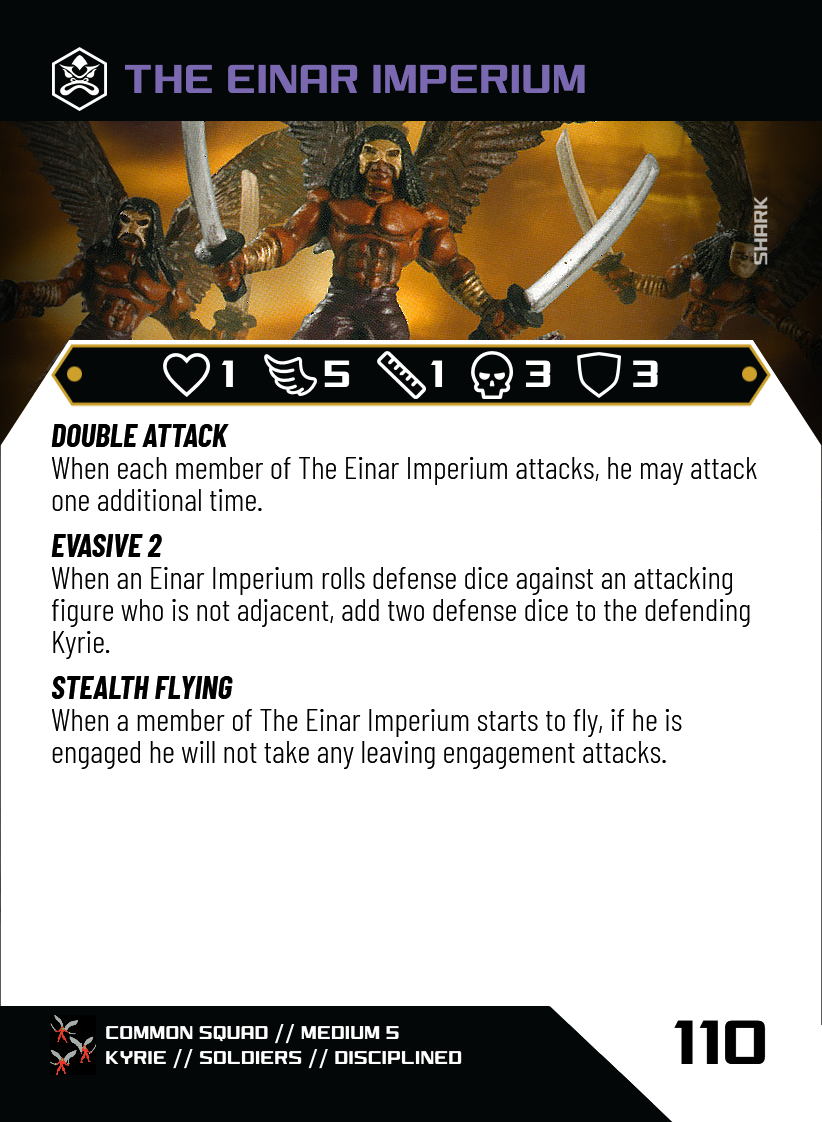 THE EINAR IMPERIUM
SHARK
1 5 1 3 3
DOUBLE ATTACK
When each member of The Einar Imperium attacks, he may attack
one additional time.
EVASIVE 2
When an Einar Imperium rolls defense dice against an attacking
figure who is not adjacent, add two defense dice to the defending
Kyrie.
STEALTH FLYING
When a member of The Einar Imperium starts to fly, if he is
engaged he will not take any leaving engagement attacks.
COMMON SQUAD // MEDIUM 5
KYRIE // SOLDIERS // DISCIPLINED
110